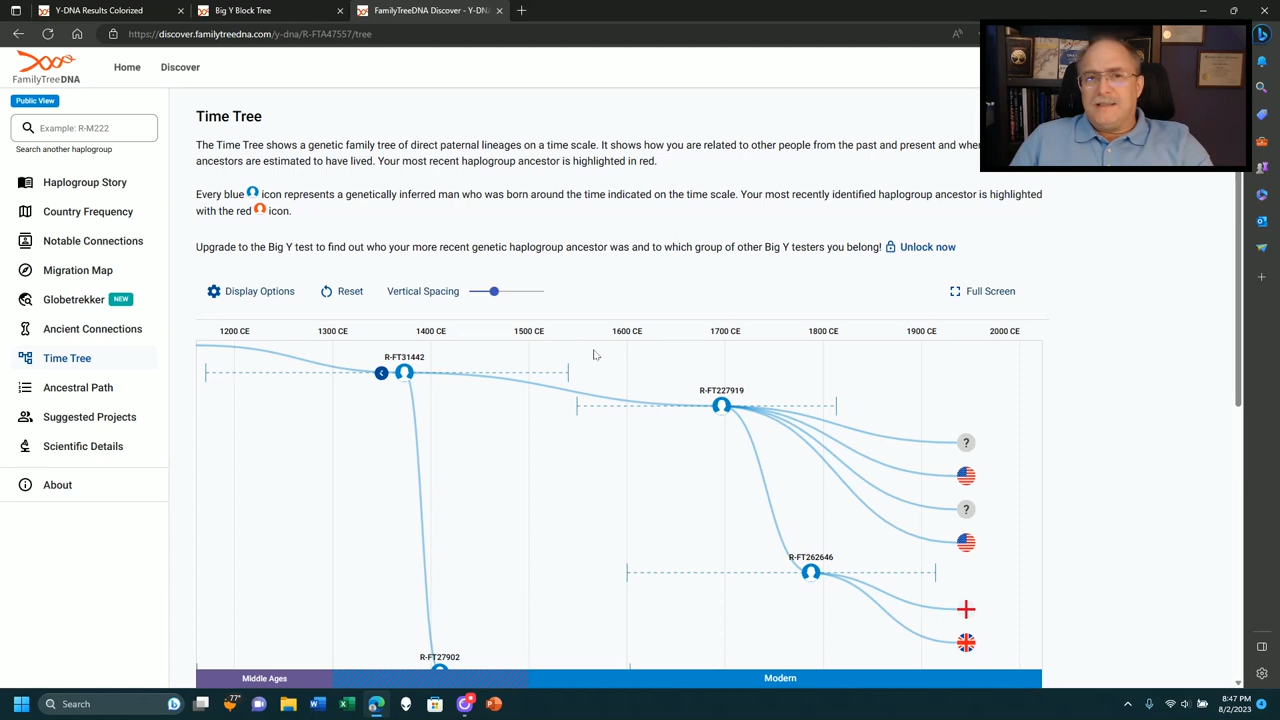 Y-DNA Results Colorized
Big Y Block Tree
FamilyTreeDNA Discover - Y-DN
https://discover.familytreedna.com/y-dna/R-FTA47557/tree
FamilyTreeDNA
Home
Discover
Public View
Example: R-M222
Search another haplogroup
Haplogroup Story
Country Frequency
Notable Connections
Migration Map
Globetrekker NEW
Ancient Connections
Time Tree
Ancestral Path
Suggested Projects
Scientific Details
About
Time Tree
The Time Tree shows a genetic family tree of direct paternal lineages on a time scale. It shows how you are related to other people from the past and present and when
ancestors are estimated to have lived. Your most recent haplogroup ancestor is highlighted in red.
Every blue icon represents a genetically inferred man who was born around the time indicated on the time scale. Your most recently identified haplogroup ancestor is highlighted
with the red icon.
Upgrade to the Big Y test to find out who your more recent genetic haplogroup ancestor was and to which group of other Big Y testers you belong! Unlock now
Display Options
Reset
Vertical Spacing
Full Screen
1200 CE 1300 CE 1400 CE 1500 CE 1600 CE 1700 CE 1800 CE 1900 CE 2000 CE
R-FT31442
R-FT227919
?
?
R-FT262646
R-FT27902
Middle Ages
Modern
Search
77°
8:47 PM
8/2/2023